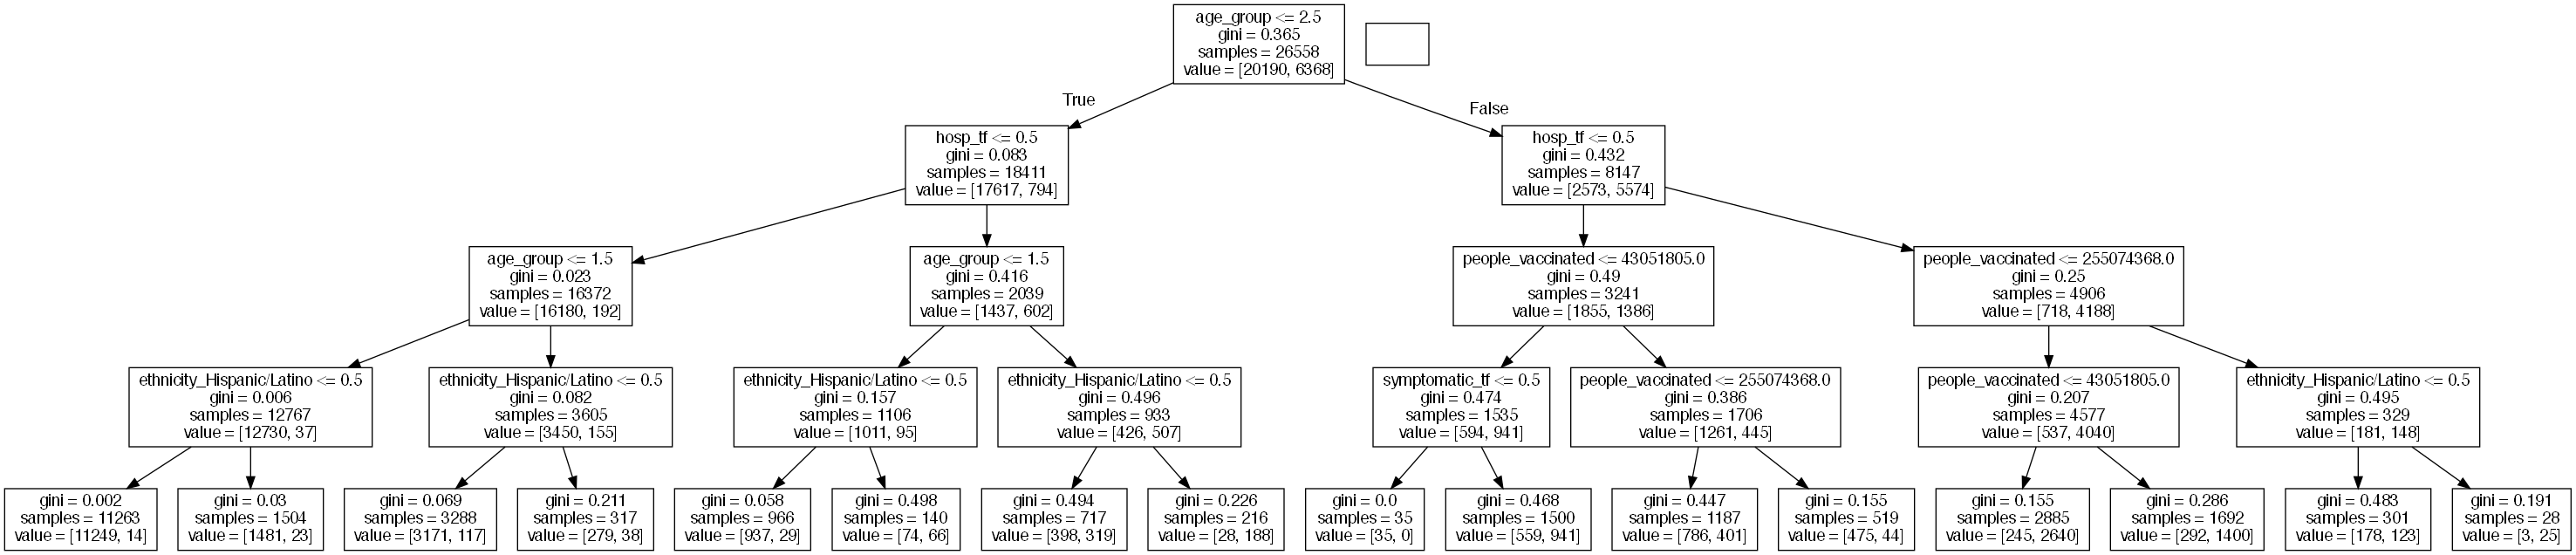 age_group <= 2.5
gini = 0.365
samples = 26558
value = [20190, 6368]
True
False
hosp_tf <= 0.5
gini = 0.083
samples = 18411
value = [17617, 794]
hosp_tf <= 0.5
gini = 0.432
samples = 8147
value = [2573, 5574]
age_group <= 1.5
gini = 0.023
samples = 16372
value = [16180, 192]
age_group <= 1.5
gini = 0.416
samples = 2039
value = [1437, 602]
people_vaccinated <= 43051805.0
gini = 0.49
samples = 3241
value = [1855, 1386]
people_vaccinated <= 255074368.0
gini = 0.25
samples = 4906
value = [718, 4188]
ethnicity_Hispanic/Latino <= 0.5
gini = 0.006
samples = 12767
value = [12730, 37]
ethnicity_Hispanic/Latino <= 0.5
gini = 0.082
samples = 3605
value = [3450, 155]
ethnicity_Hispanic/Latino <= 0.5
gini = 0.157
samples = 1106
value = [1011, 95]
ethnicity_Hispanic/Latino <= 0.5
gini = 0.496
samples = 933
value = [426, 507]
symptomatic_tf <= 0.5
gini = 0.474
samples = 1535
value = [594, 941]
people_vaccinated <= 255074368.0
gini = 0.386
samples = 1706
value = [1261, 445]
people_vaccinated <= 43051805.0
gini = 0.207
samples = 4577
value = [537, 4040]
ethnicity_Hispanic/Latino <= 0.5
gini = 0.495
samples = 329
value = [181, 148]
gini = 0.002
samples = 11263
value = [11249, 14]
gini = 0.03
samples = 1504
value = [1481, 23]
gini = 0.069
samples = 3288
value = [3171, 117]
gini = 0.211
samples = 317
value = [279, 38]
gini = 0.058
samples = 966
value = [937, 29]
gini = 0.498
samples = 140
value = [74, 66]
gini = 0.494
samples = 717
value = [398, 319]
gini = 0.226
samples = 216
value = [28, 188]
gini = 0.0
samples = 35
value = [35, 0]
gini = 0.468
samples = 1500
value = [559, 941]
gini = 0.447
samples = 1187
value = [786, 401]
gini = 0.155
samples = 519
value = [475, 44]
gini = 0.155
samples = 2885
value = [245, 2640]
gini = 0.286
samples = 1692
value = [292, 1400]
gini = 0.483
samples = 301
value = [178, 123]
gini = 0.191
samples = 28
value = [3, 25]